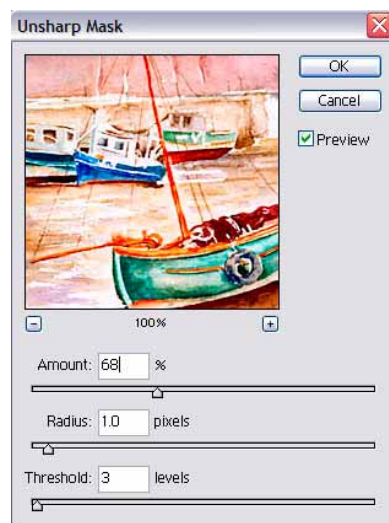 Unsharp Mask
OK
Cancel
Preview
100%
Amount: 68 %
Radius: 1.0 pixels
Threshold: 3 levels